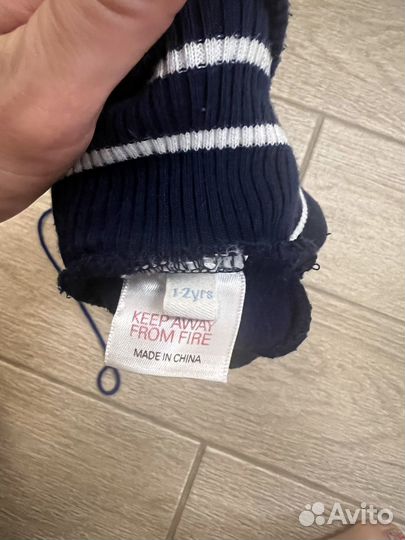 1-2yrs
KEEP AWAY
FROM FIRE
MADE IN CHINA
Avito